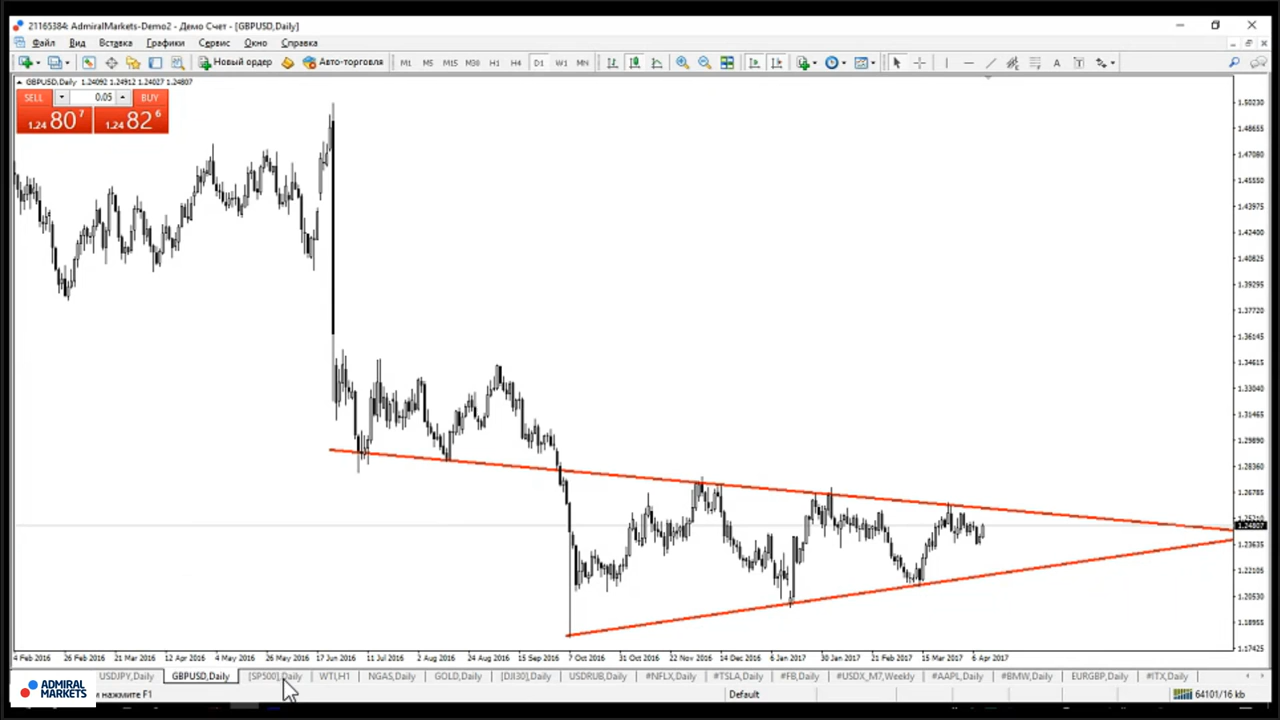 21165384: AdmiralMarkets-Demo2 - Демо Счет - [GBPUSD,Daily]
Файл Вид Вставка Графики Сервис Окно Справка
Новый ордер Авто-торговля M1 M5 M15 M30 H1 H4 D1 W1 MN A T
GBPUSD,Daily 1.24092 1.24912 1.24027 1.24807
SELL 0.05 BUY
1.24 80 7 1.24 82 6
1.50230
1.48655
1.47080
1.45550
1.43975
1.42400
1.40825
1.39295
1.37720
1.36145
1.34615
1.33040
1.31465
1.29890
1.28360
1.26785
1.24807
1.23635
1.22105
1.20530
1.18955
1.17425
4 Feb 2016 26 Feb 2016 21 Mar 2016 12 Apr 2016 4 May 2016 26 May 2016 17 Jun 2016 11 Jul 2016 2 Aug 2016 24 Aug 2016 15 Sep 2016 7 Oct 2016 31 Oct 2016 22 Nov 2016 14 Dec 2016 6 Jan 2017 30 Jan 2017 21 Feb 2017 15 Mar 2017 6 Apr 2017
USDJPY,Daily GBPUSD,Daily [SP500],Daily WTI,H1 NGAS,Daily GOLD,Daily [DJI30],Daily USDRUB,Daily #NFLX,Daily #TSLA,Daily #FB,Daily #USDX_M7,Weekly #AAPL,Daily #BMW,Daily EURGBP,Daily #ITX,Daily
ADMIRAL
MARKETS
нажмите F1 Default 64101/16 kb